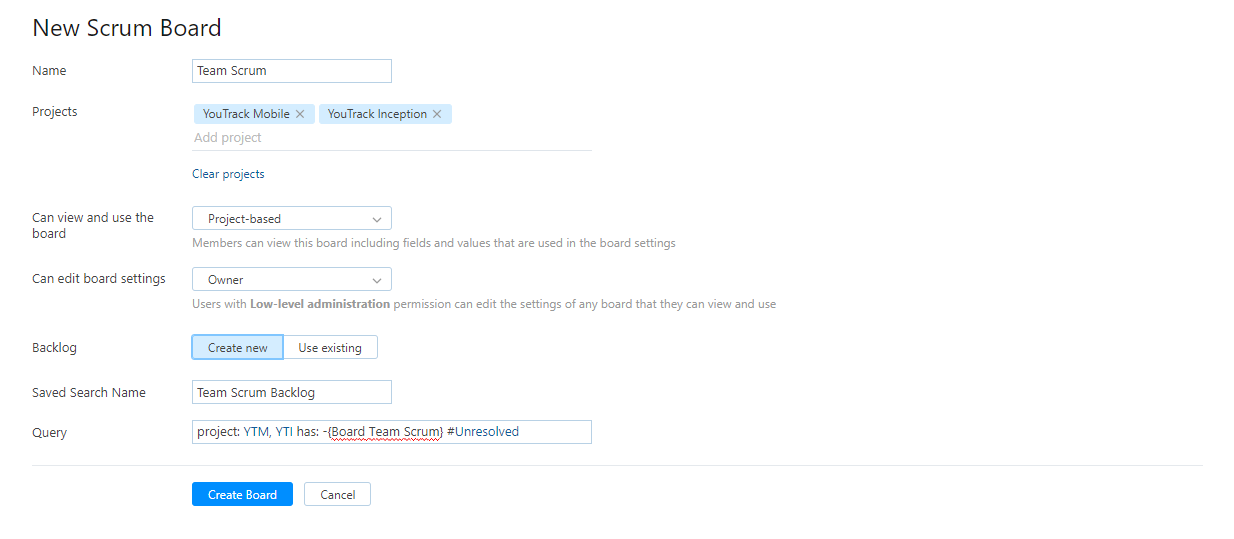 New Scrum Board
Name
Team Scrum
Projects
YouTrack Mobile
YouTrack Inception
Add project
Clear projects
Can view and use the
board
Project-based
Members can view this board including fields and values that are used in the board settings
Can edit board settings
Owner
Users with Low-level administration permission can edit the settings of any board that they can view and use
Backlog
Create new
Use existing
Saved Search Name
Team Scrum Backlog
Query
project: YTM, YTI has: -{Board Team Scrum} #Unresolved
Create Board
Cancel